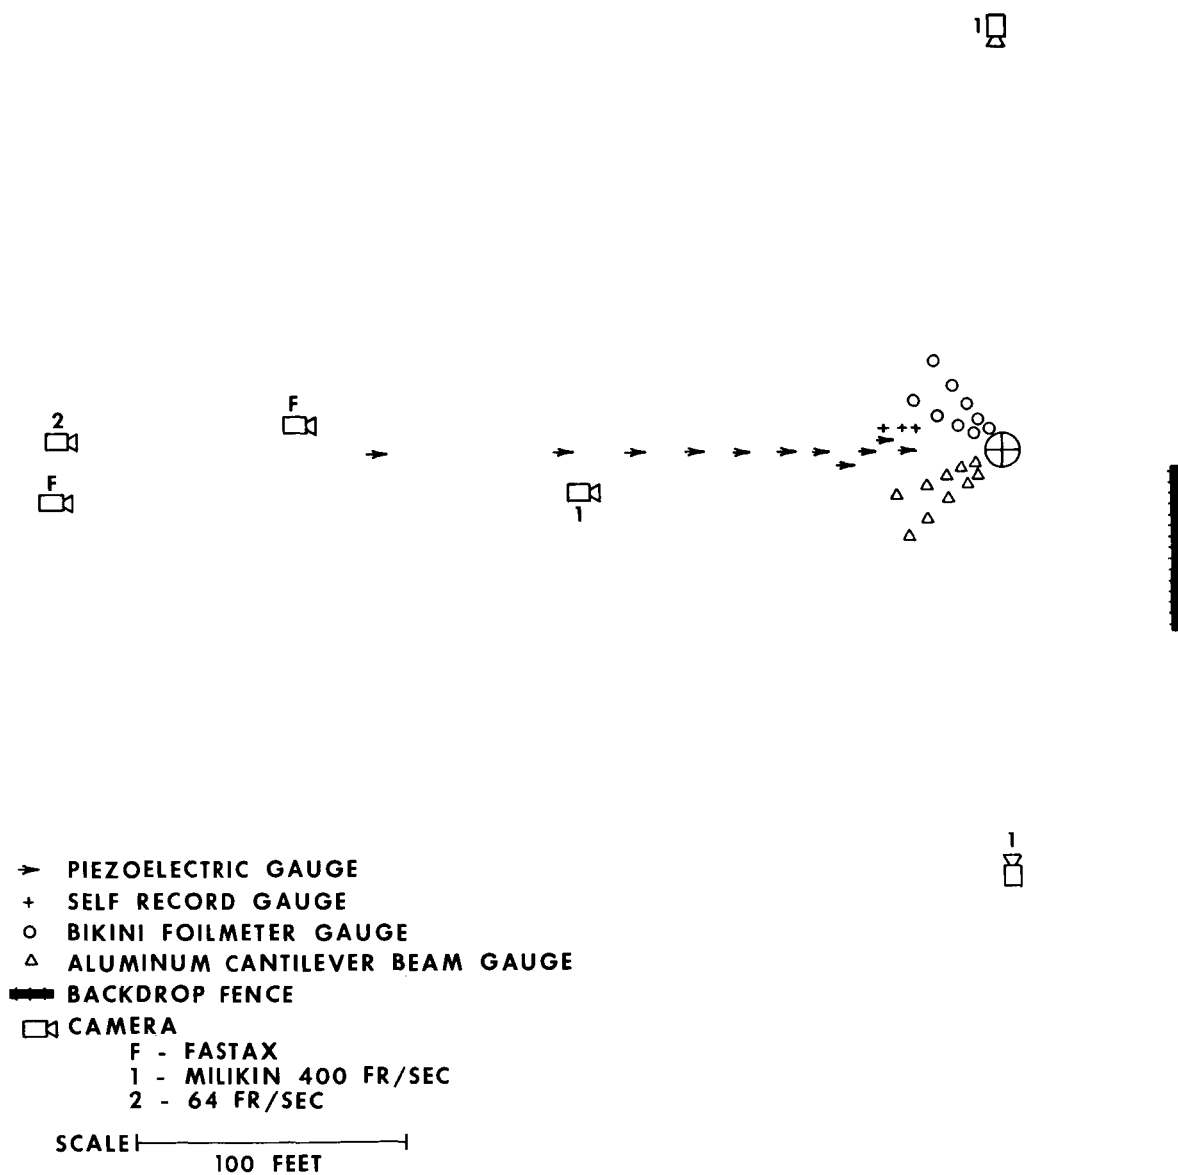 1
2
F
F
1
1
PIEZOELECTRIC GAUGE
SELF RECORD GAUGE
BIKINI FOILMETER GAUGE
ALUMINUM CANTILEVER BEAM GAUGE
BACKDROP FENCE
CAMERA
F - FASTAX
1 - MILIKIN 400 FR/SEC
2 - 64 FR/SEC
SCALE
100 FEET